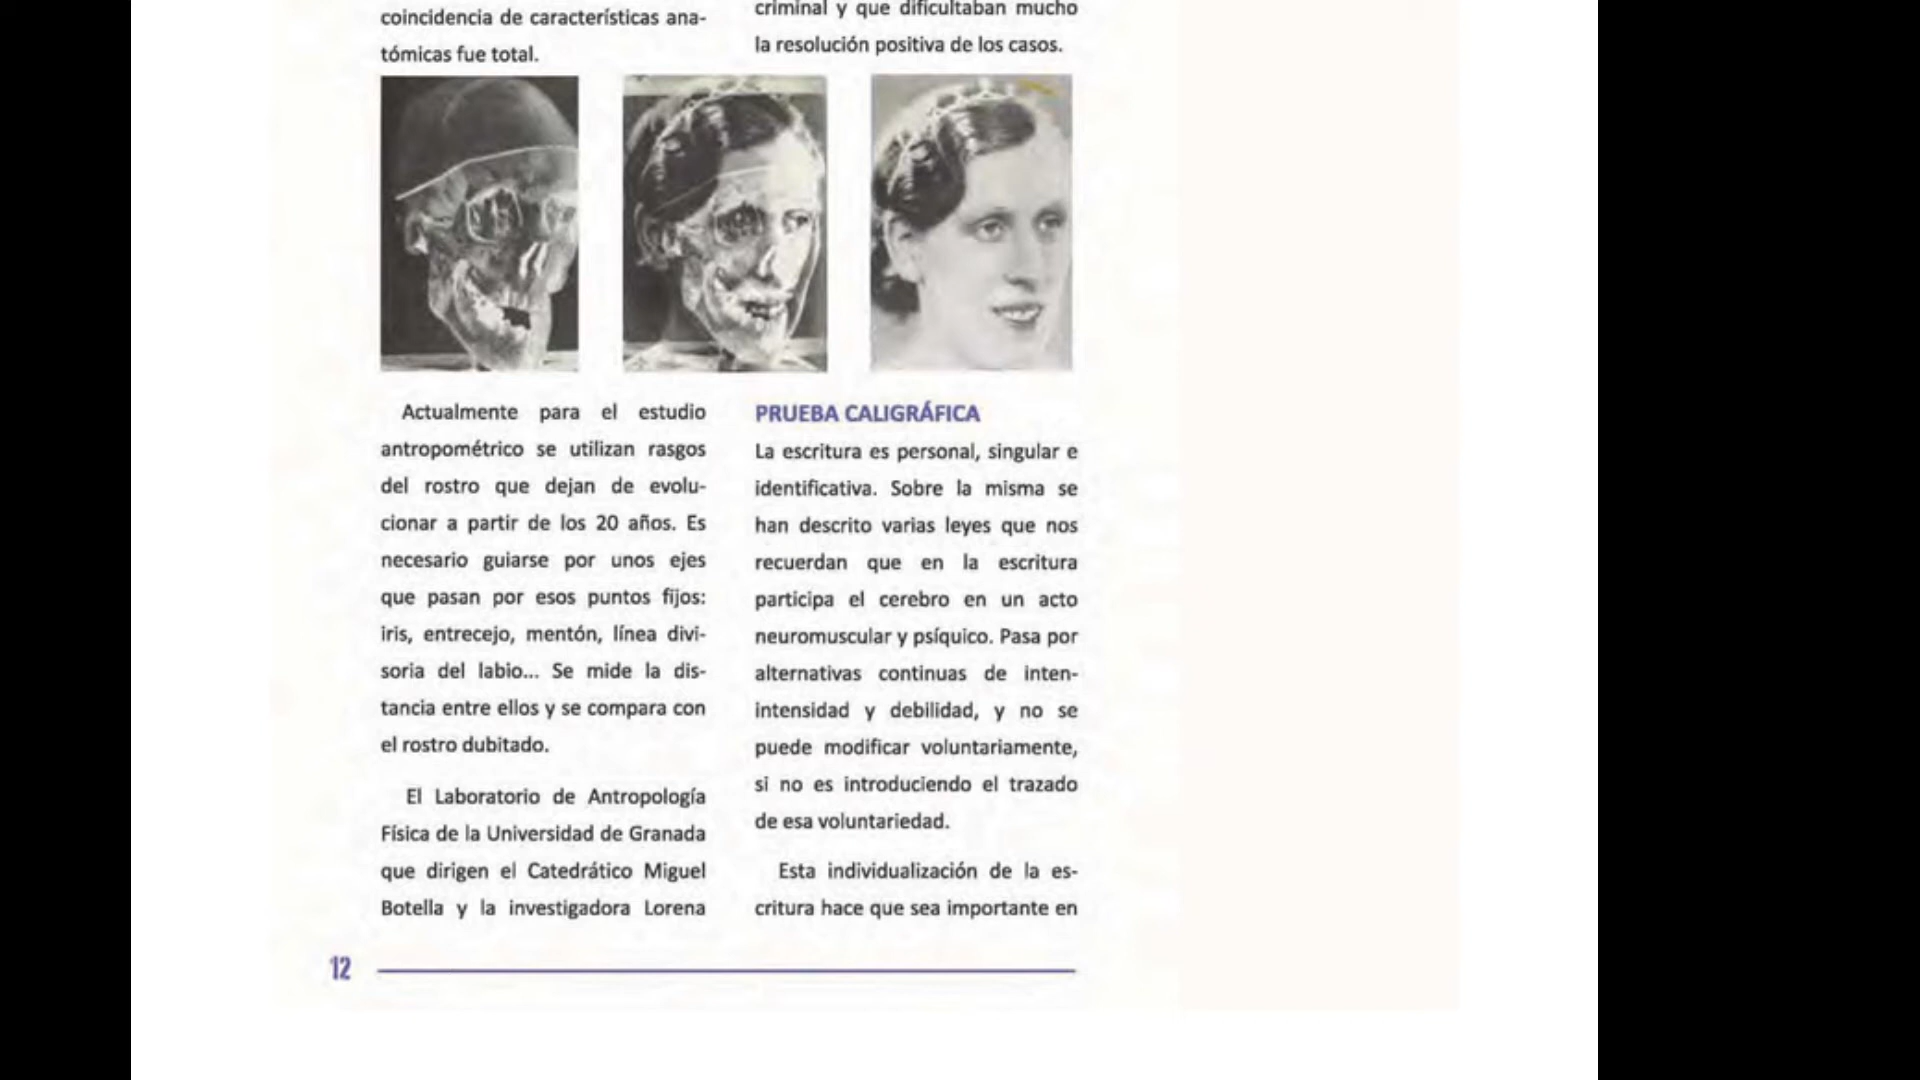 coincidencia de características ana-
tómicas fue total.
Actualmente para el estudio
antropométrico se utilizan rasgos
del rostro que dejan de evolu-
cionar a partir de los 20 años. Es
necesario guiarse por unos ejes
que pasan por esos puntos fijos:
iris, entrecejo, mentón, línea divi-
soria del labio... Se mide la dis-
tancia entre ellos y se compara con
el rostro dubitado.
El Laboratorio de Antropología
Física de la Universidad de Granada
que dirigen el Catedrático Miguel
Botella y la investigadora Lorena
criminal y que dificultaban mucho
la resolución positiva de los casos.
PRUEBA CALIGRÁFICA
La escritura es personal, singular e
identificativa. Sobre la misma se
han descrito varias leyes que nos
recuerdan que en la escritura
participa el cerebro en un acto
neuromuscular y psíquico. Pasa por
alternativas continuas de inten-
intensidad y debilidad, y no se
puede modificar voluntariamente,
si no es introduciendo el trazado
de esa voluntariedad.
Esta individualización de la es-
critura hace que sea importante en
12